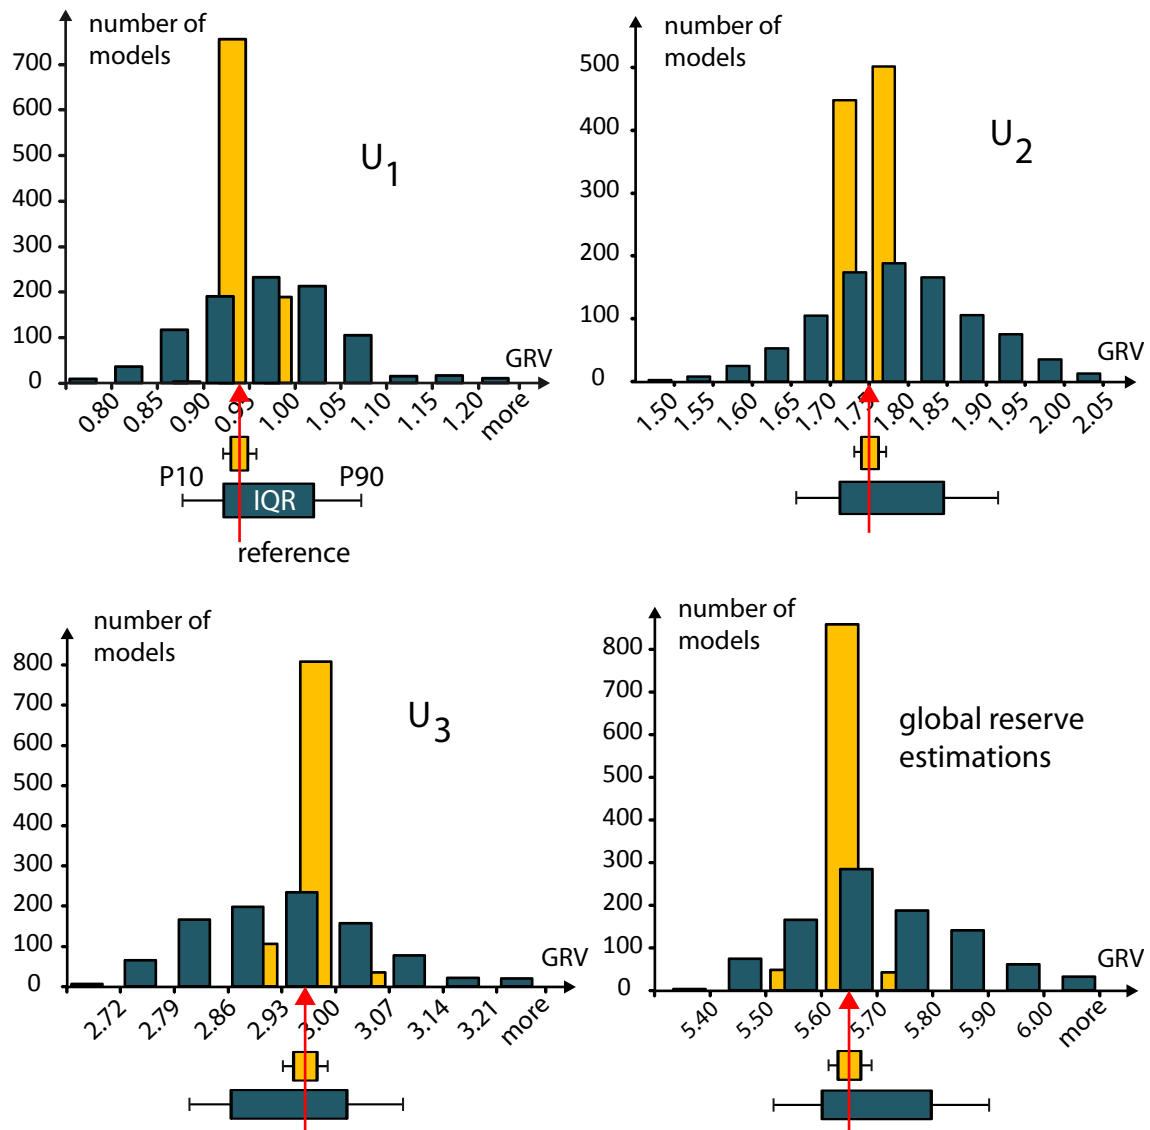 number of
models
700
600
500
400
300
200
100
0
U1
GRV
0.80
0.85
0.90
0.95
1.00
1.05
1.10
1.15
1.20
more
P10
P90
IQR
reference
number of
models
500
400
300
200
100
0
U2
GRV
1.50
1.55
1.60
1.65
1.70
1.75
1.80
1.85
1.90
1.95
2.00
2.05
number of
models
800
700
600
500
400
300
200
100
0
U3
GRV
2.72
2.79
2.86
2.93
3.00
3.07
3.14
3.21
more
number of
models
800
700
600
500
400
300
200
100
0
global reserve
estimations
GRV
5.40
5.50
5.60
5.70
5.80
5.90
6.00
more